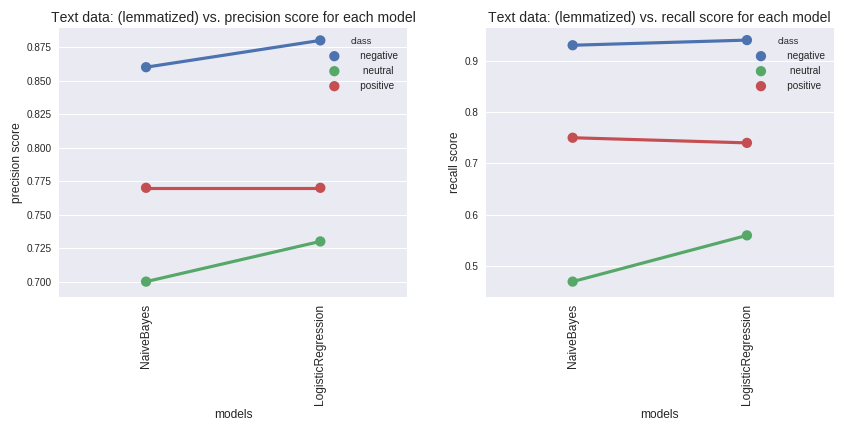 Text data: (lemmatized) vs. precision score for each model
precision score
0.875
0.850
0.825
0.800
0.775
0.750
0.725
0.700
class
negative
neutral
positive
NaiveBayes
LogisticRegression
models
Text data: (lemmatized) vs. recall score for each model
recall score
0.9
0.8
0.7
0.6
0.5
class
negative
neutral
positive
NaiveBayes
LogisticRegression
models